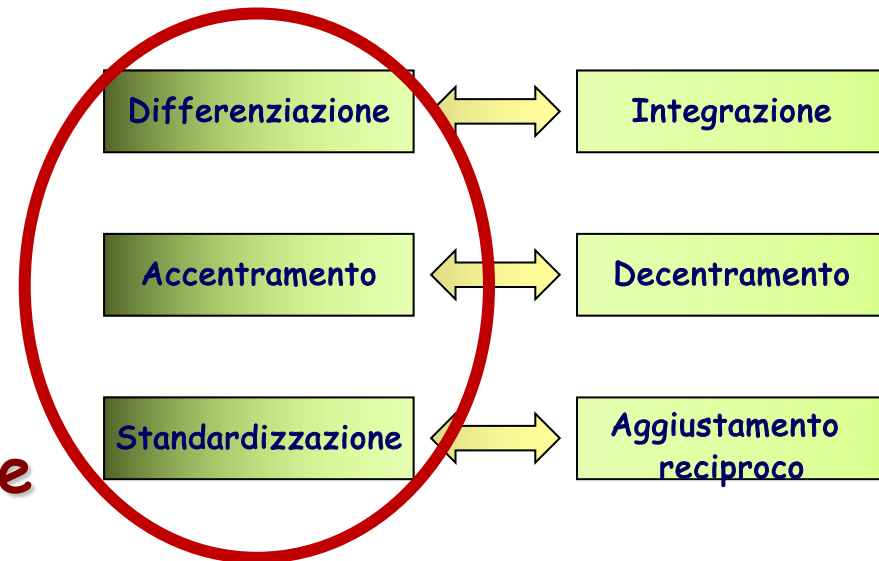 Differenziazione
Integrazione
Accentramento
Decentramento
Standardizzazione
Aggiustamento
reciproco
e